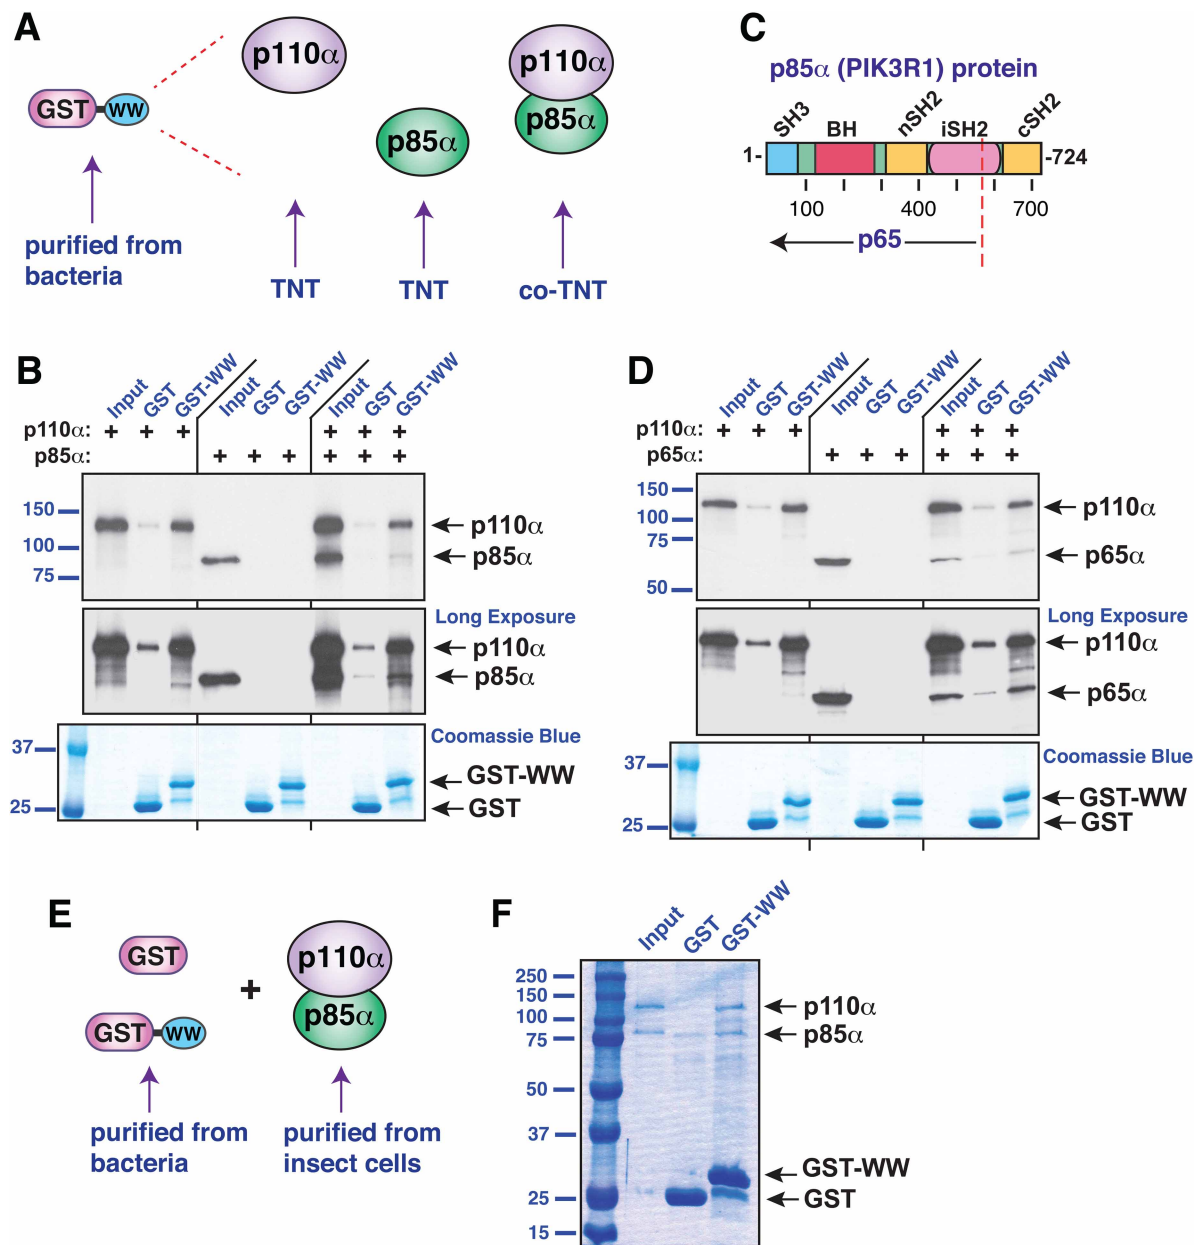 A
GST
WW
p110α
p85α
p110α
p85α
purified from
bacteria
TNT
TNT
co-TNT
C
p85α (PIK3R1) protein
SH3
BH
nSH2
iSH2
cSH2
1-
-724
100
400
700
p65
B
Input
GST
GST-WW
Input
GST
GST-WW
Input
GST
GST-WW
p110α: + + + + + +
p85α: + + + + + +
150
100
75
p110α
p85α
Long Exposure
p110α
p85α
Coomassie Blue
37
25
GST-WW
GST
D
Input
GST
GST-WW
Input
GST
GST-WW
Input
GST
GST-WW
p110α: + + + + + +
p65α: + + + + + +
150
100
75
50
p110α
p65α
Long Exposure
p110α
p65α
Coomassie Blue
37
25
GST-WW
GST
E
GST
GST
WW
+
p110α
p85α
purified from
bacteria
purified from
insect cells
F
Input
GST
GST-WW
250
150
100
75
50
37
25
15
p110α
p85α
GST-WW
GST